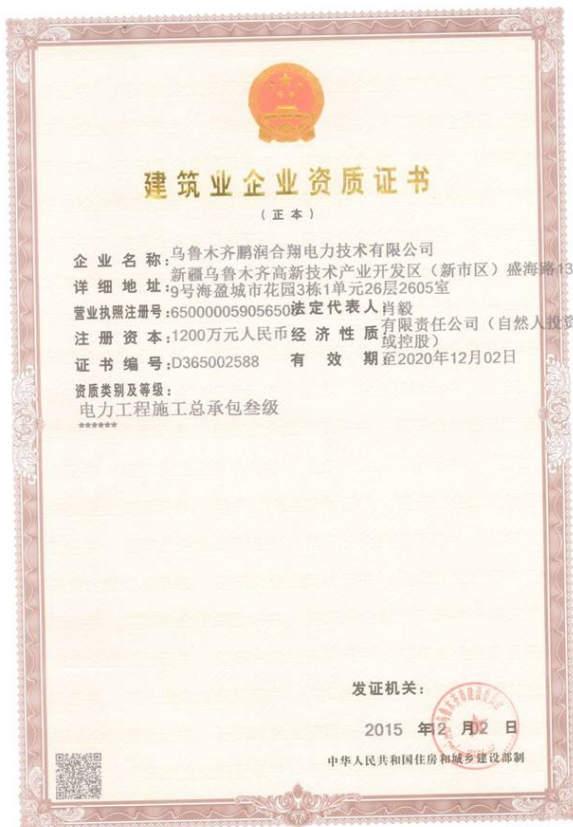 建筑业企业资质证书
（正本）
企业名称:乌鲁木齐鹏润合翔电力技术有限公司
详细地址:新疆乌鲁木齐高新技术产业开发区（新市区）盛海路13
9号海盈城市花园3栋1单元26层2605室
营业执照注册号:65000005905650 法定代表人 肖毅
注册资本:1200万元人民币 经济性质 有限责任公司（自然人投资
或控股）
证书编号:D365002588 有效期 至2020年12月02日
资质类别及等级：
电力工程施工总承包叁级
******
发证机关：
2015 年2 月2 日
中华人民共和国住房和城乡建设部制